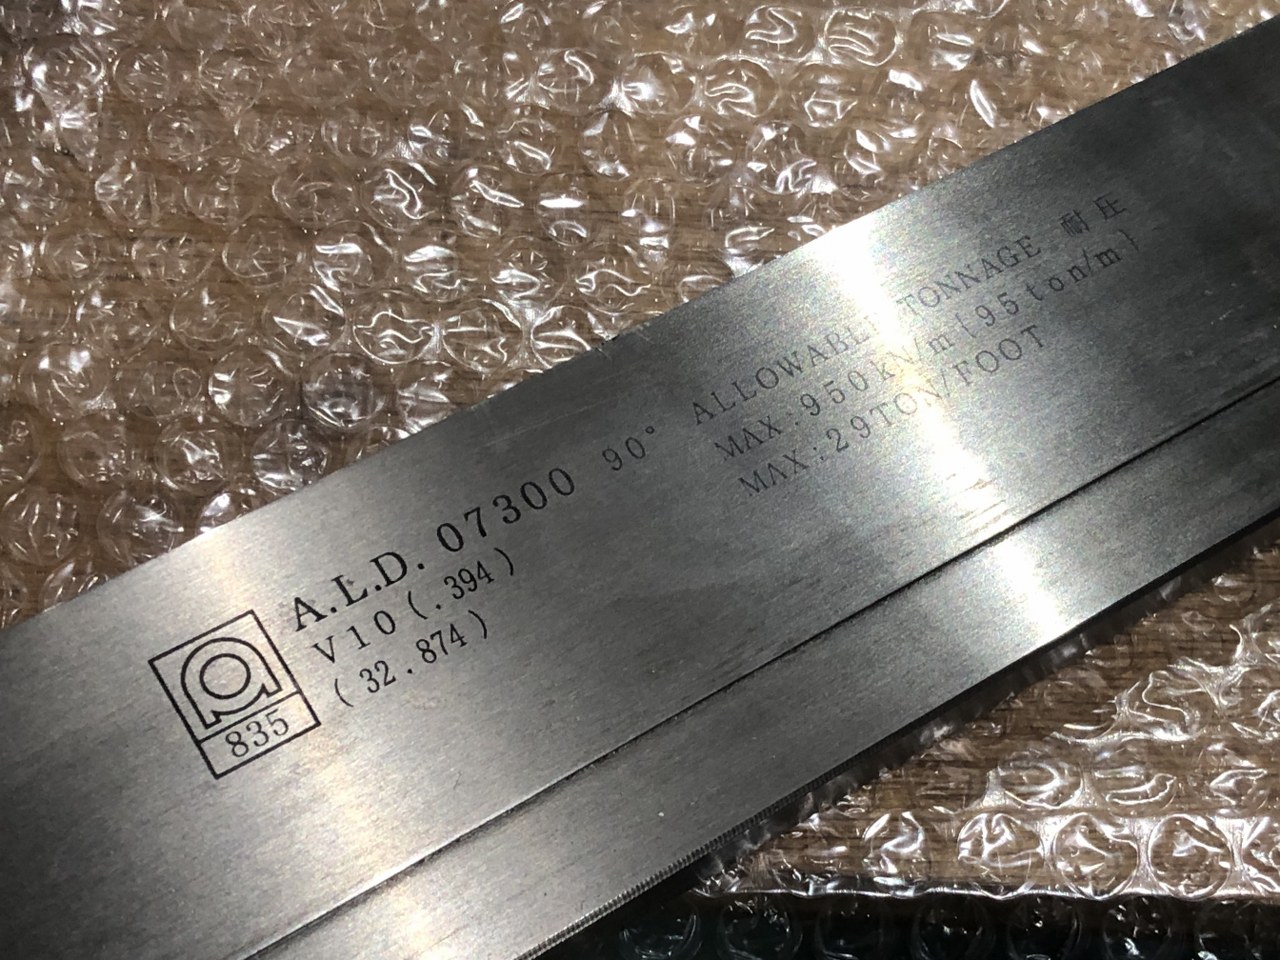 A.L.D. 07300 90° ALLOWABLE TONNAGE 耐圧
V10(.394) MAX:950kN/m(95ton/m)
(32.874) MAX:29TON/FOOT
835